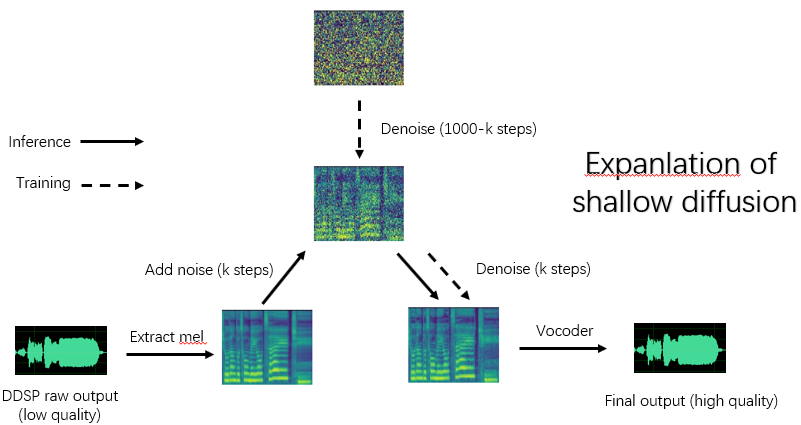 Denoise (1000-k steps)
Inference
Training
Expanlation of
shallow diffusion
Add noise (k steps)
Denoise (k steps)
Extract mel
Vocoder
DDSP raw output
(low quality)
Final output (high quality)